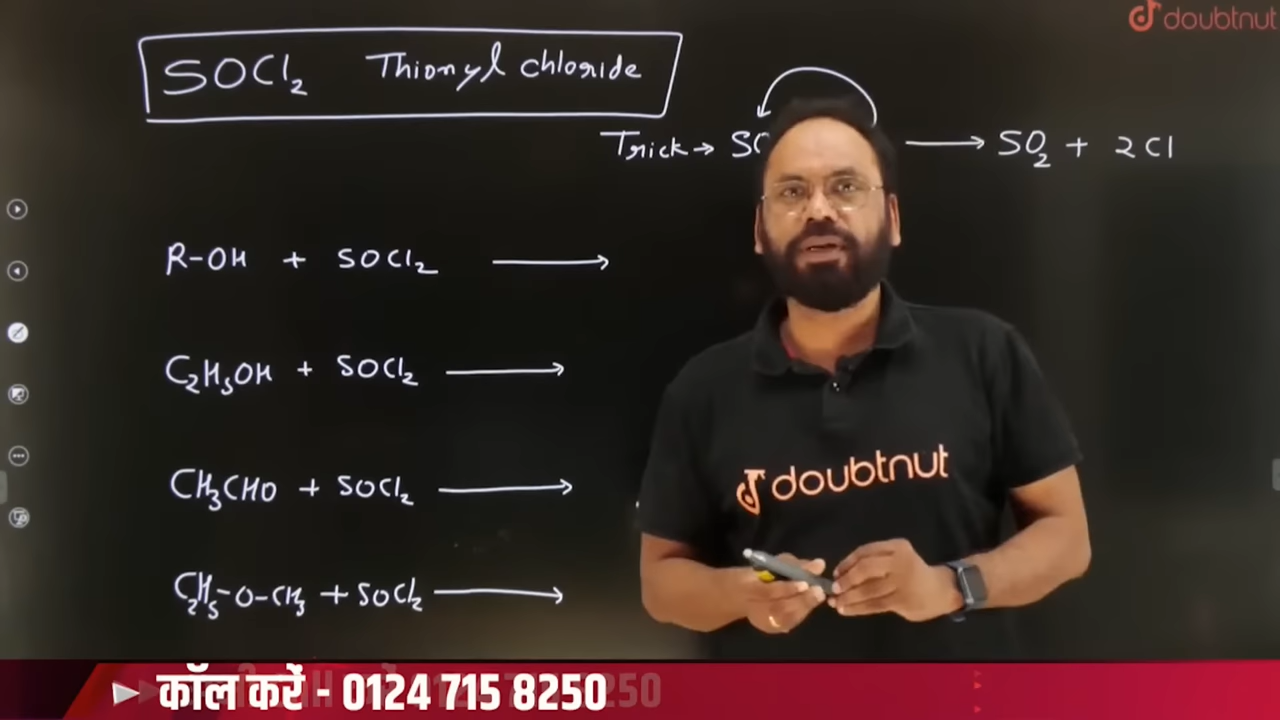 doubtnut
SOCl₂ Thionyl chloride
Trick → SO ⟶ SO₂ + 2Cl
R-OH + SOCl₂ ⟶
C₂H₅OH + SOCl₂ ⟶
CH₃CHO + SOCl₂ ⟶
C₂H₅-O-CH₃ + SOCl₂ ⟶
doubtnut
कॉल करें - 0124 715 8250